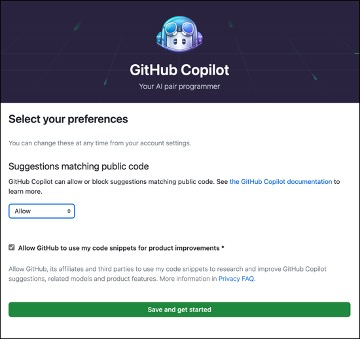 GitHub Copilot
Your AI pair programmer
Select your preferences
You can change these at any time from your account settings.
Suggestions matching public code
GitHub Copilot can allow or block suggestions matching public code. See the GitHub Copilot documentation to
learn more.
Allow
Allow GitHub to use my code snippets for product improvements *
Allow GitHub, its affiliates and third parties to use my code snippets to research and improve GitHub Copilot
suggestions, related models and product features. More information in Privacy FAQ.
Save and get started